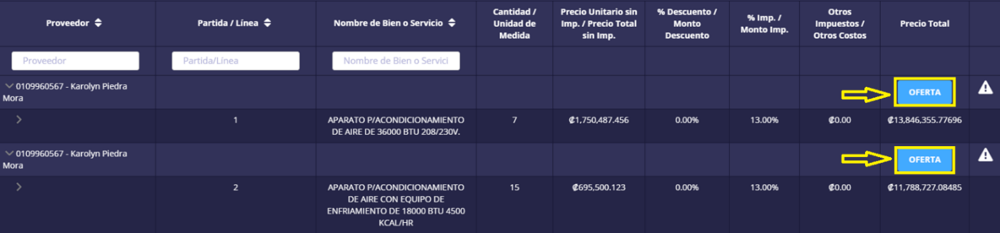 Proveedor
Partida / Línea
Nombre de Bien o Servicio
Cantidad /
Unidad de
Medida
Precio Unitario sin
Imp. / Precio Total
sin Imp.
% Descuento /
Monto
Descuento
% Imp. /
Monto Imp.
Otros
Impuestos /
Otros Costos
Precio Total
Proveedor
Partida/Línea
Nombre de Bien o Servici
0109960567 - Karolyn Piedra
Mora
OFERTA
1
APARATO P/ACONDICIONAMIENTO
DE AIRE DE 36000 BTU 208/230V.
7
₡1,750,487.456
0.00%
13.00%
₡0.00
₡13,846,355.77696
0109960567 - Karolyn Piedra
Mora
OFERTA
2
APARATO P/ACONDICIONAMIENTO
DE AIRE CON EQUIPO DE
ENFRIAMIENTO DE 18000 BTU 4500
KCAL/HR
15
₡695,500.123
0.00%
13.00%
₡0.00
₡11,788,727.08485